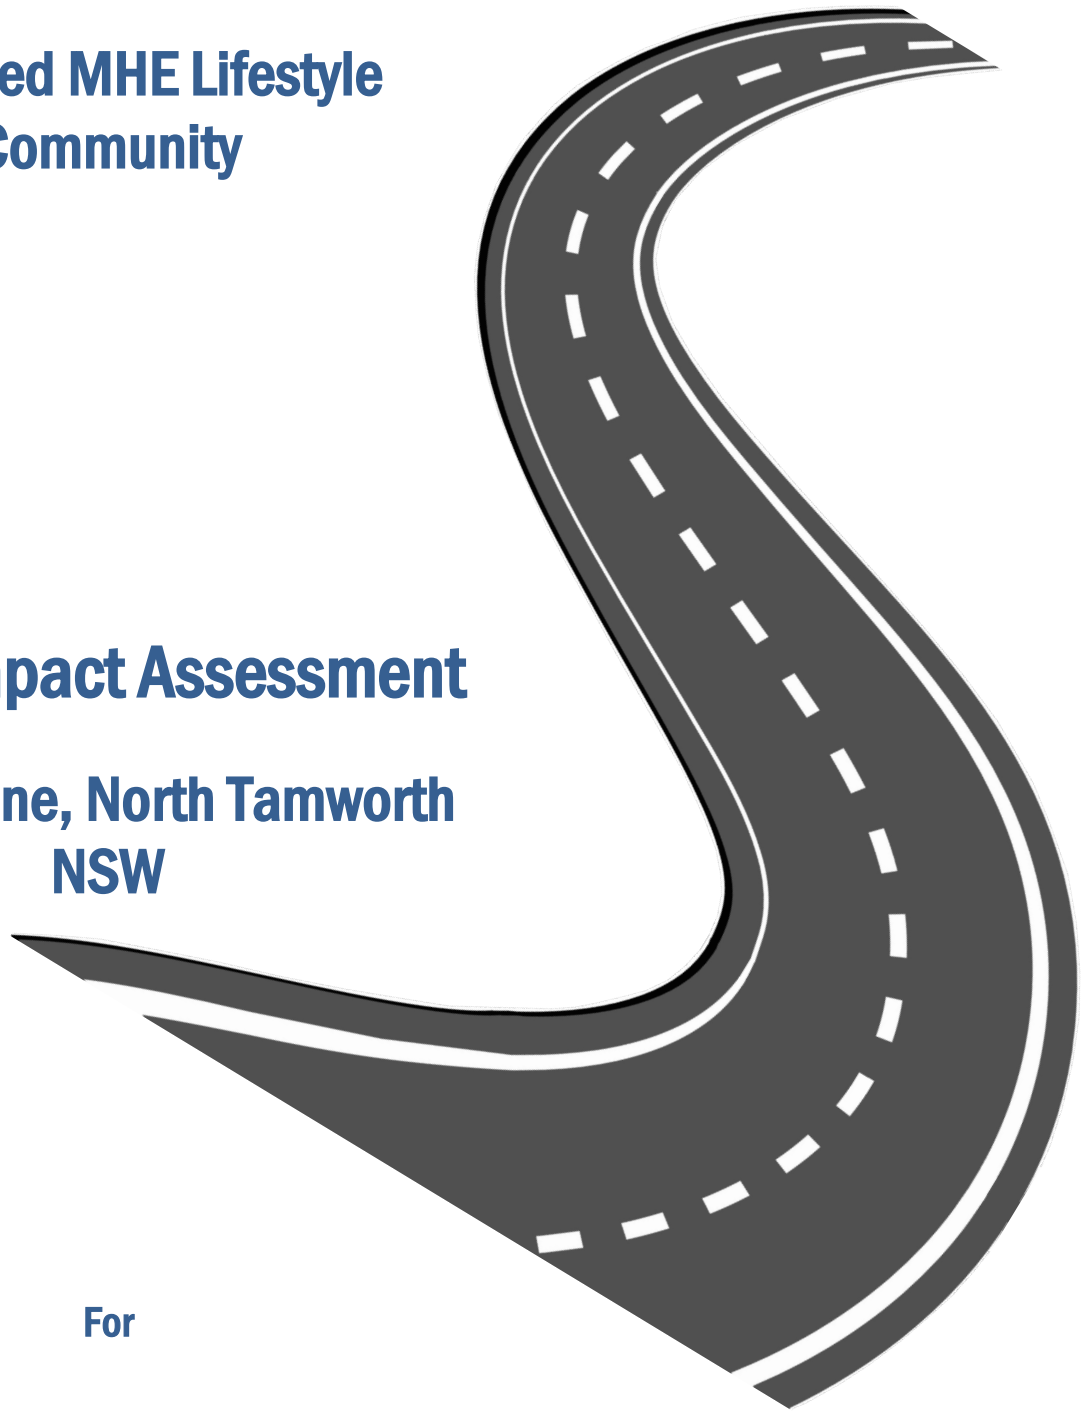 ed MHE Lifestyle
Community
pact Assessment
ne, North Tamworth
NSW
For